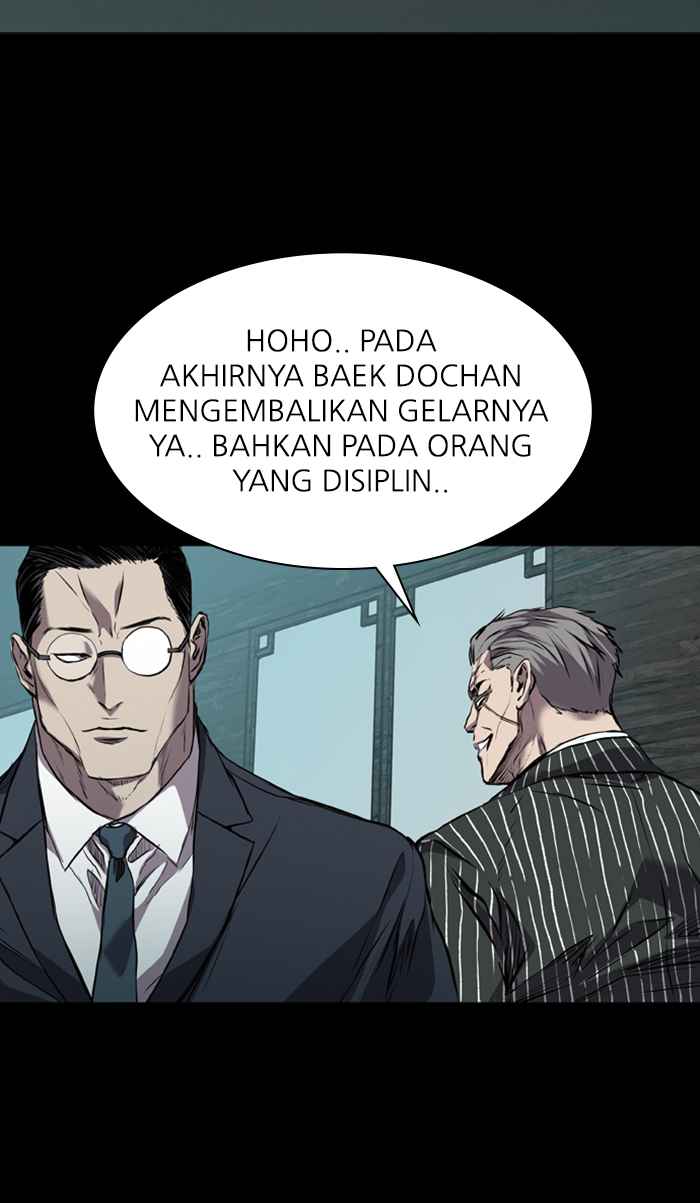 HOHO.. PADA
AKHIRNYA BAEK DOCHAN
MENGEMBALIKAN GELARNYA
YA.. BAHKAN PADA ORANG
YANG DISIPLIN..